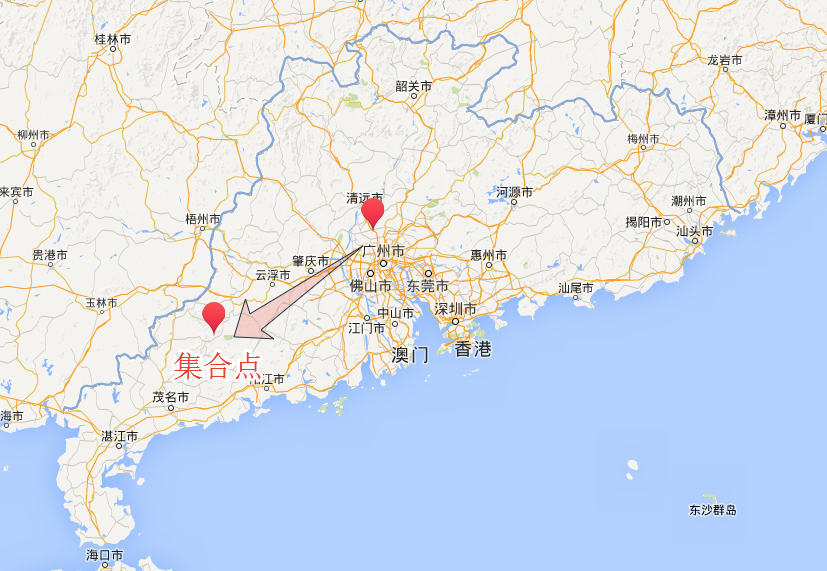 桂林市
龙岩市
韶关市
漳州市
厦门
柳州市
梅州市
来宾市
清远市
河源市
潮州市
梧州市
揭阳市
汕头市
贵港市
广州市
惠州市
肇庆市
云浮市
佛山市
东莞市
汕尾市
玉林市
深圳市
中山市
江门市
澳门
香港
集合点
江市
茂名市
海市
湛江市
东沙群岛
海口市